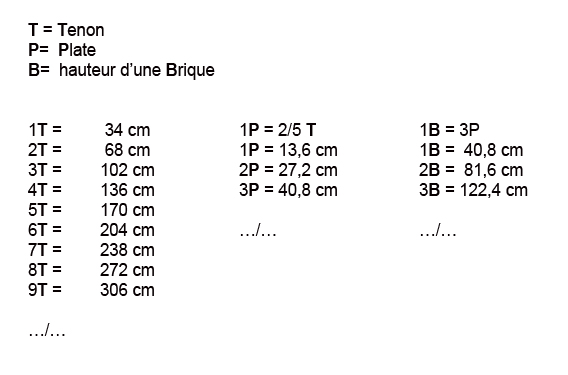 T = Tenon
P= Plate
B= hauteur d’une Brique
1T = 34 cm 1P = 2/5 T 1B = 3P
2T = 68 cm 1P = 13,6 cm 1B = 40,8 cm
3T = 102 cm 2P = 27,2 cm 2B = 81,6 cm
4T = 136 cm 3P = 40,8 cm 3B = 122,4 cm
5T = 170 cm
6T = 204 cm …/… …/…
7T = 238 cm
8T = 272 cm
9T = 306 cm
…/…